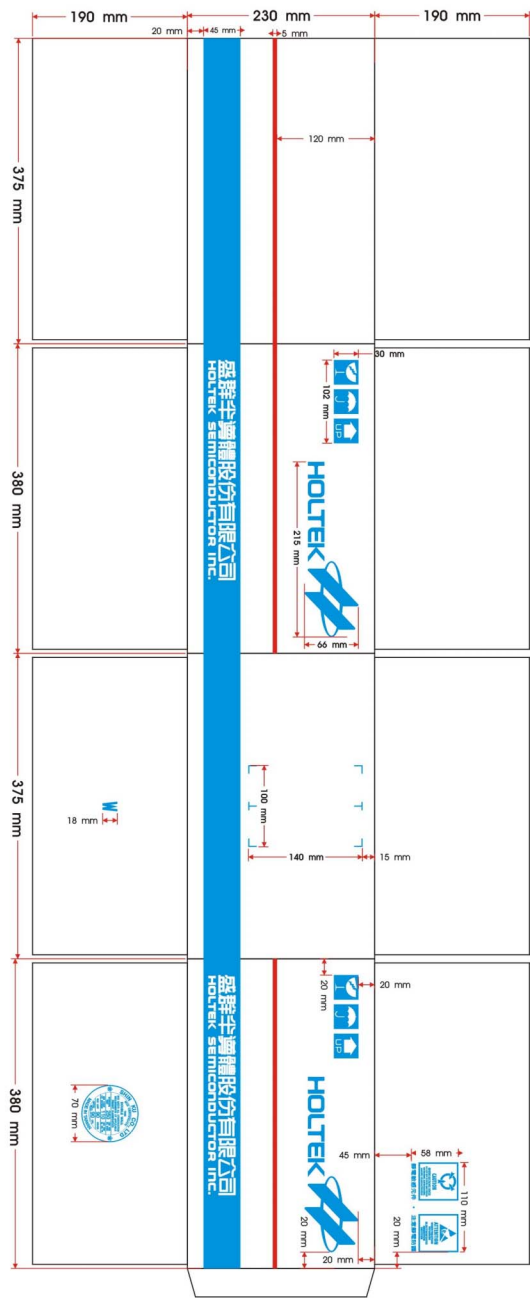 190 mm
230 mm
190 mm
20 mm
45 mm
5 mm
120 mm
375 mm
30 mm
102 mm
UP
盛群半導體股份有限公司
HOLTEK SEMICONDUCTOR INC.
HOLTEK
215 mm
66 mm
380 mm
100 mm
W
18 mm
140 mm
15 mm
375 mm
20 mm
20 mm
UP
盛群半導體股份有限公司
HOLTEK SEMICONDUCTOR INC.
HOLTEK
70 mm
45 mm
58 mm
110 mm
CAUTION
ATTENTION
20 mm
20 mm
20 mm
380 mm